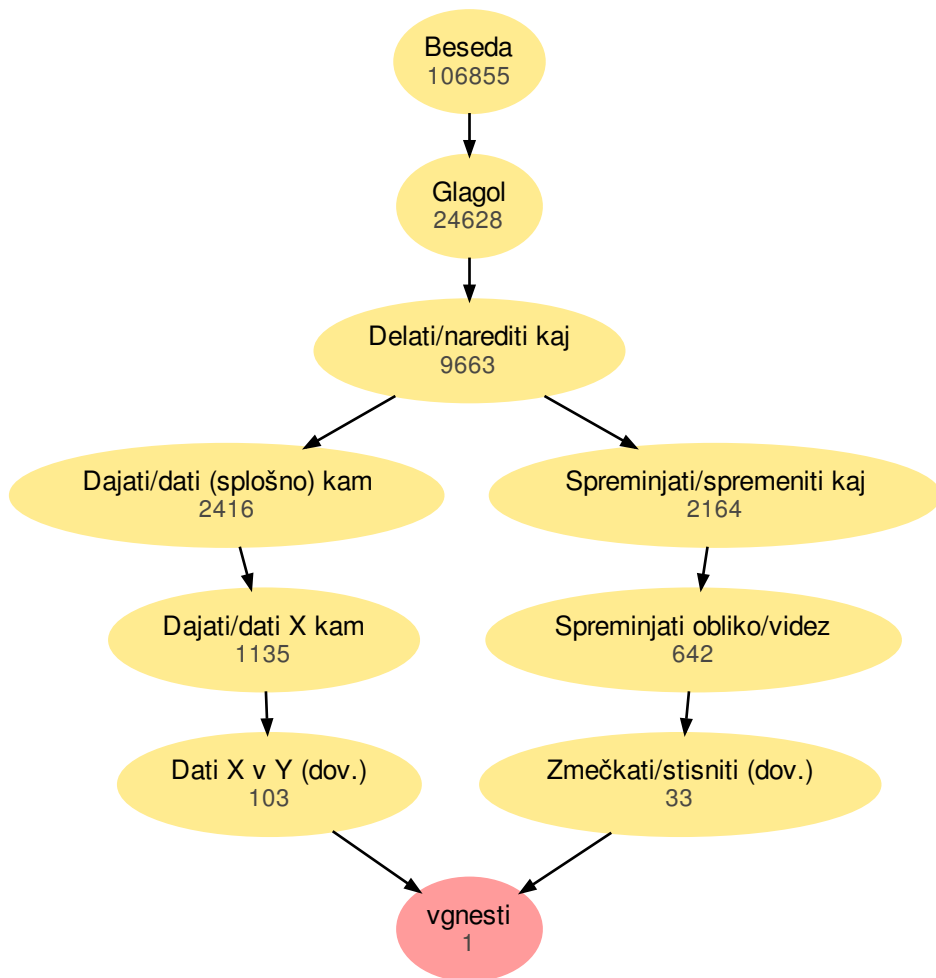 Beseda
106855
Glagol
24628
Delati/narediti kaj
9663
Dajati/dati (splošno) kam
2416
Spreminjati/spremeniti kaj
2164
Dajati/dati X kam
1135
Spreminjati obliko/videz
642
Dati X v Y (dov.)
103
Zmečkati/stisniti (dov.)
33
vgnesti
1